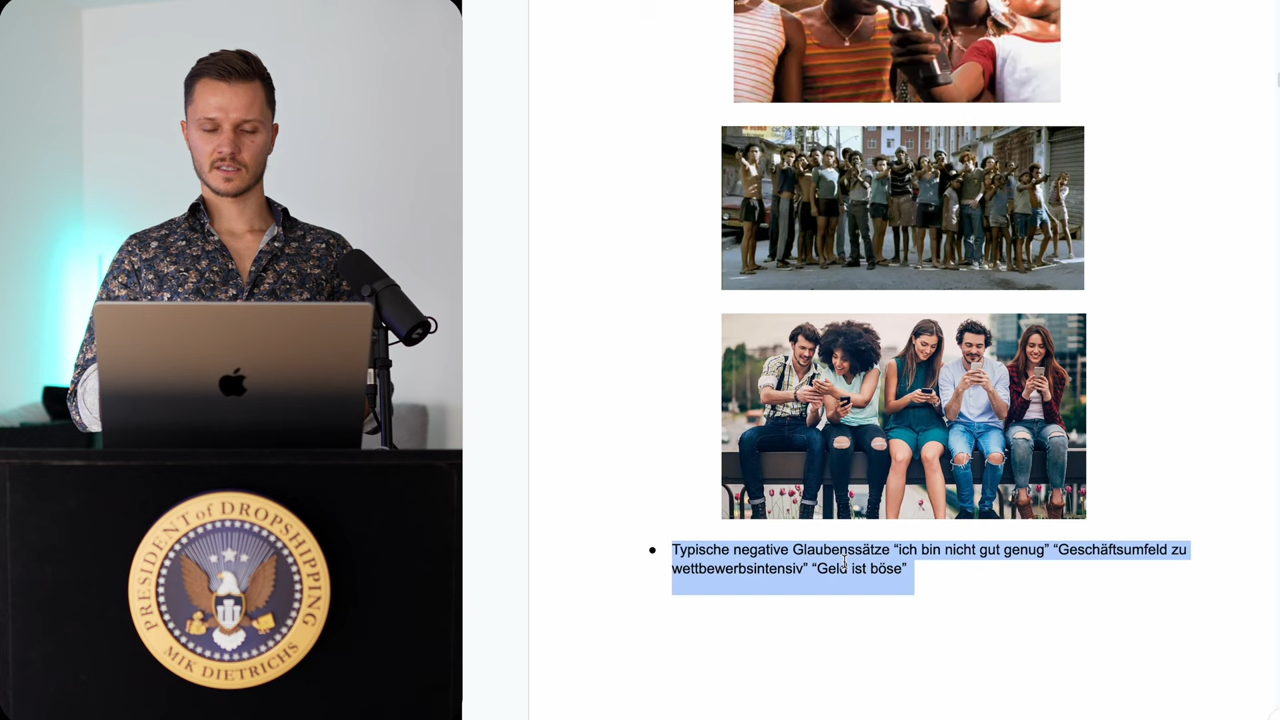 PRESIDENT of DROPSHIPPING
MIK DIETRICHS
● Typische negative Glaubenssätze “ich bin nicht gut genug” “Geschäftsumfeld zu
wettbewerbsintensiv” “Geld ist böse”